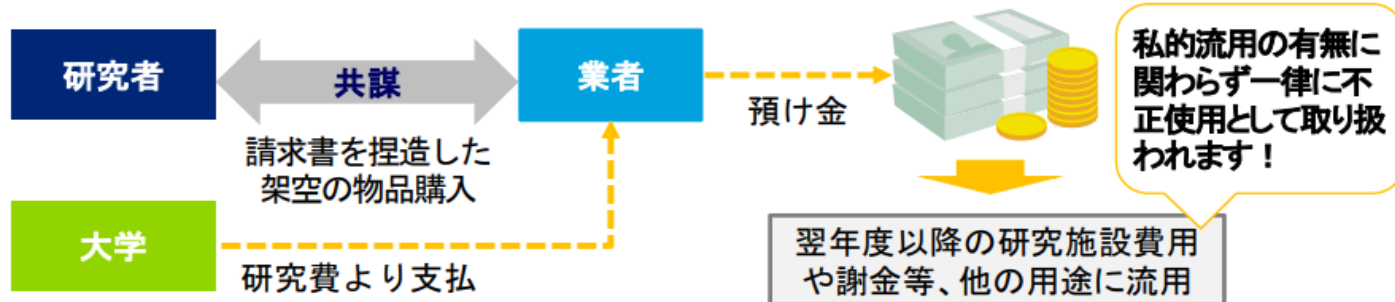 研究者
共謀
業者
請求書を捏造した
架空の物品購入
大学
研究費より支払
預け金
私的流用の有無に
関わらず一律に不
正使用として取り扱
われます！
翌年度以降の研究施設費用
や謝金等、他の用途に流用